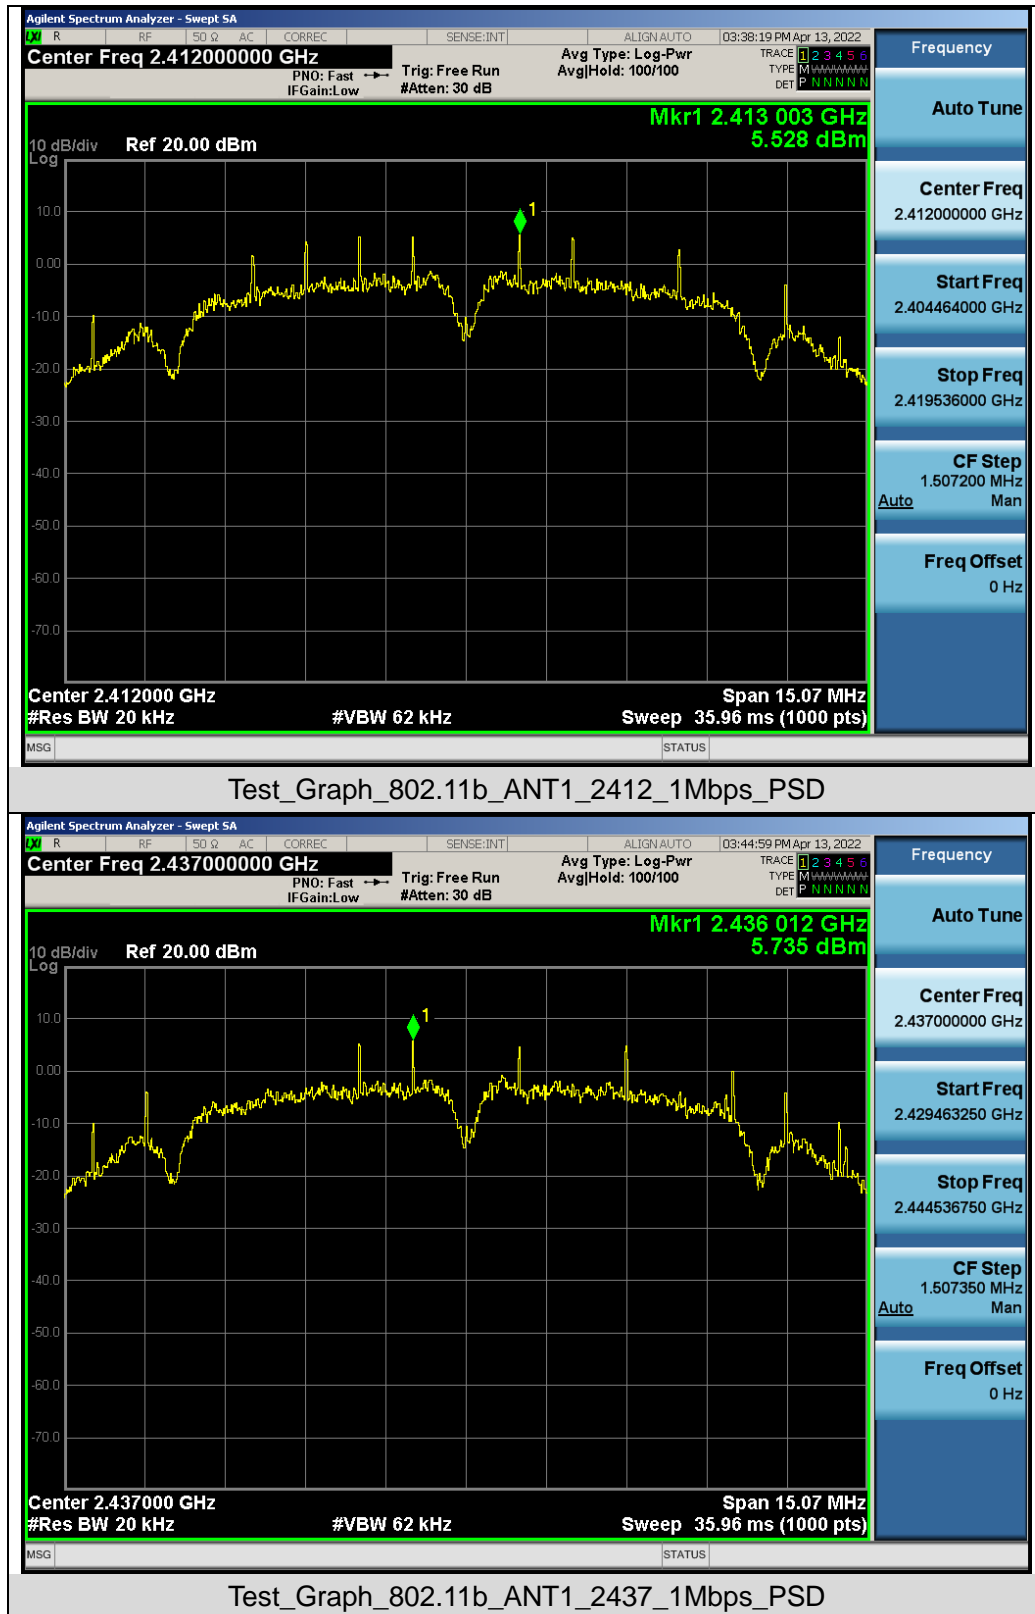 Agilent Spectrum Analyzer - Swept SA
LXI R RF 50 Ω AC CORREC SENSE:INT ALIGN AUTO 03:38:19 PM Apr 13, 2022
Center Freq 2.412000000 GHz
PNO: Fast
IFGain:Low
Trig: Free Run
#Atten: 30 dB
Avg Type: Log-Pwr
Avg|Hold: 100/100
TRACE 1 2 3 4 5 6
TYPE M WWWWW
DET P N N N N N
Mkr1 2.413 003 GHz
5.528 dBm
10 dB/div Ref 20.00 dBm
Log
10.0
0.00
-10.0
-20.0
-30.0
-40.0
-50.0
-60.0
-70.0
1
Center 2.412000 GHz Span 15.07 MHz
#Res BW 20 kHz #VBW 62 kHz Sweep 35.96 ms (1000 pts)
MSG STATUS
Frequency
Auto Tune
Center Freq
2.412000000 GHz
Start Freq
2.404464000 GHz
Stop Freq
2.419536000 GHz
CF Step
1.507200 MHz
Auto Man
Freq Offset
0 Hz
Test_Graph_802.11b_ANT1_2412_1Mbps_PSD
Agilent Spectrum Analyzer - Swept SA
LXI R RF 50 Ω AC CORREC SENSE:INT ALIGN AUTO 03:44:59 PM Apr 13, 2022
Center Freq 2.437000000 GHz
PNO: Fast
IFGain:Low
Trig: Free Run
#Atten: 30 dB
Avg Type: Log-Pwr
Avg|Hold: 100/100
TRACE 1 2 3 4 5 6
TYPE M WWWWW
DET P N N N N N
Mkr1 2.436 012 GHz
5.735 dBm
10 dB/div Ref 20.00 dBm
Log
10.0
0.00
-10.0
-20.0
-30.0
-40.0
-50.0
-60.0
-70.0
1
Center 2.437000 GHz Span 15.07 MHz
#Res BW 20 kHz #VBW 62 kHz Sweep 35.96 ms (1000 pts)
MSG STATUS
Frequency
Auto Tune
Center Freq
2.437000000 GHz
Start Freq
2.429463250 GHz
Stop Freq
2.444536750 GHz
CF Step
1.507350 MHz
Auto Man
Freq Offset
0 Hz
Test_Graph_802.11b_ANT1_2437_1Mbps_PSD